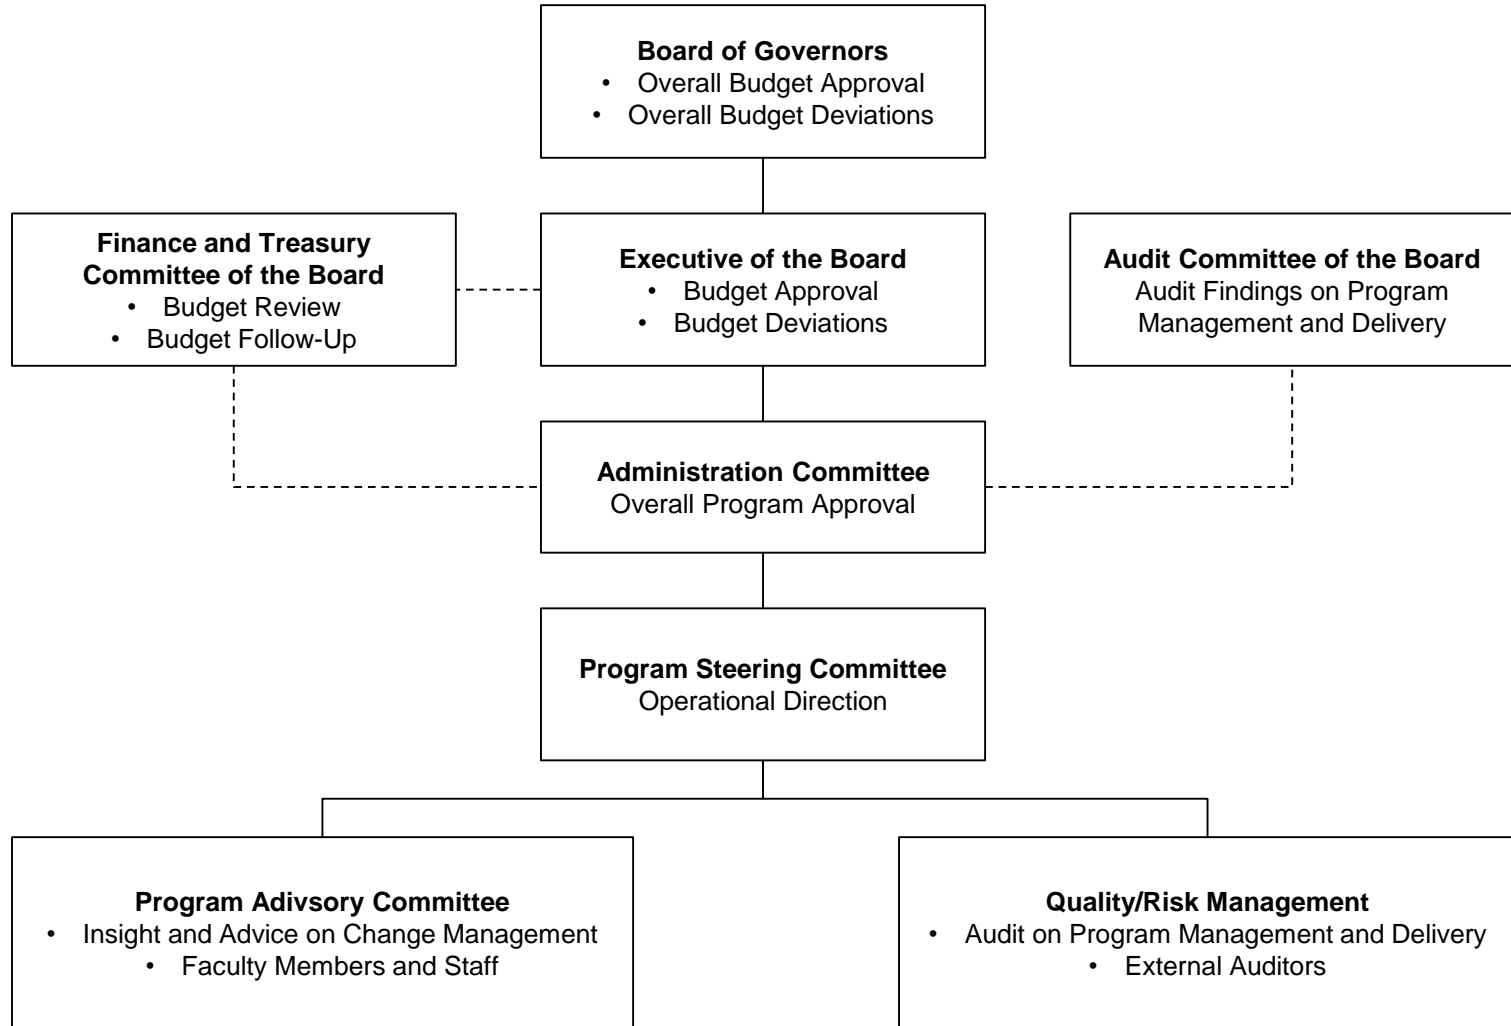 Board of Governors
• Overall Budget Approval
• Overall Budget Deviations
Finance and Treasury
Committee of the Board
• Budget Review
• Budget Follow-Up
Executive of the Board
• Budget Approval
• Budget Deviations
Audit Committee of the Board
Audit Findings on Program
Management and Delivery
Administration Committee
Overall Program Approval
Program Steering Committee
Operational Direction
Program Adivsory Committee
• Insight and Advice on Change Management
• Faculty Members and Staff
Quality/Risk Management
• Audit on Program Management and Delivery
• External Auditors